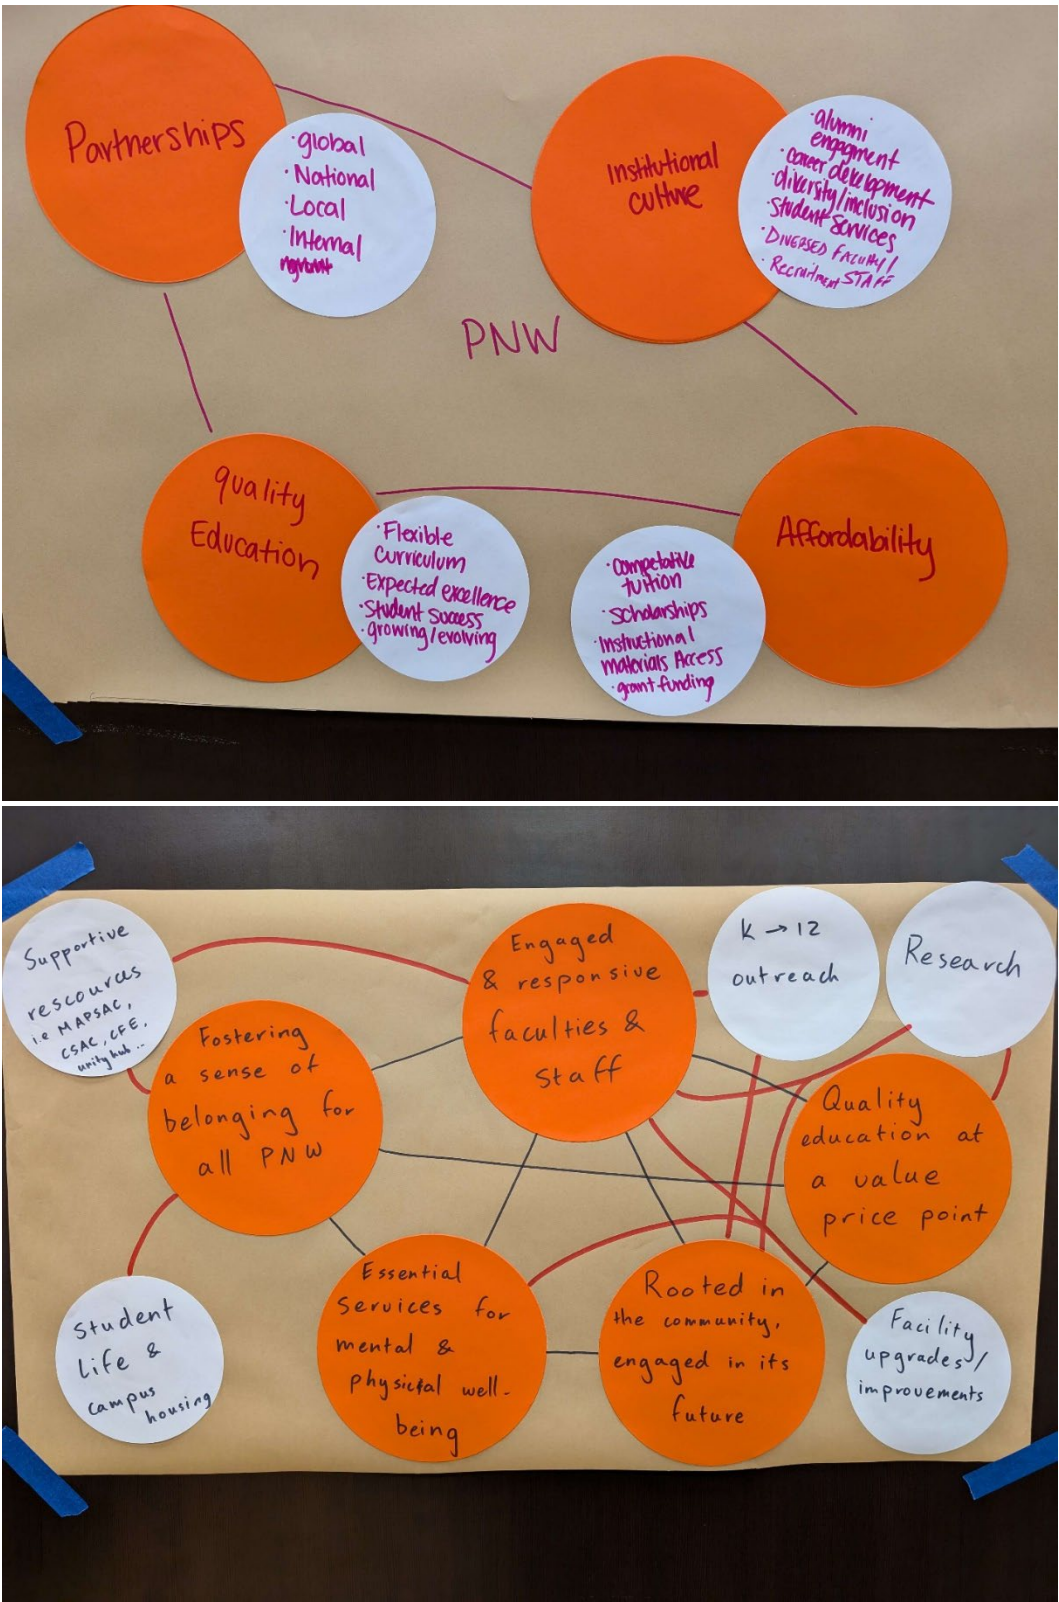 Partnerships
·global
·National
·Local
·Internal
Institutional
culture
·alumni
engagment
·career development
·diversity/inclusion
·Student Services
·DIVERSED FACULTY/
·Recruitment STAFF
PNW
quality
Education
·Flexible
curriculum
·Expected excellence
·Student Success
·growing/evolving
·Competative
tuition
·scholarships
·Instructional
materials Access
·grant funding
Affordability
Supportive
rescources
i.e MAPSAC,
CSAC, CFE,
unity hub ..
Fostering
a sense of
belonging for
all PNW
Engaged
& responsive
faculties &
staff
K → 12
outreach
Research
Quality
education at
a value
price point
Student
Life &
campus
housing
Essential
Services for
mental &
physictal well-
being
Rooted in
the community,
engaged in its
future
Facility
upgrades/
improvements